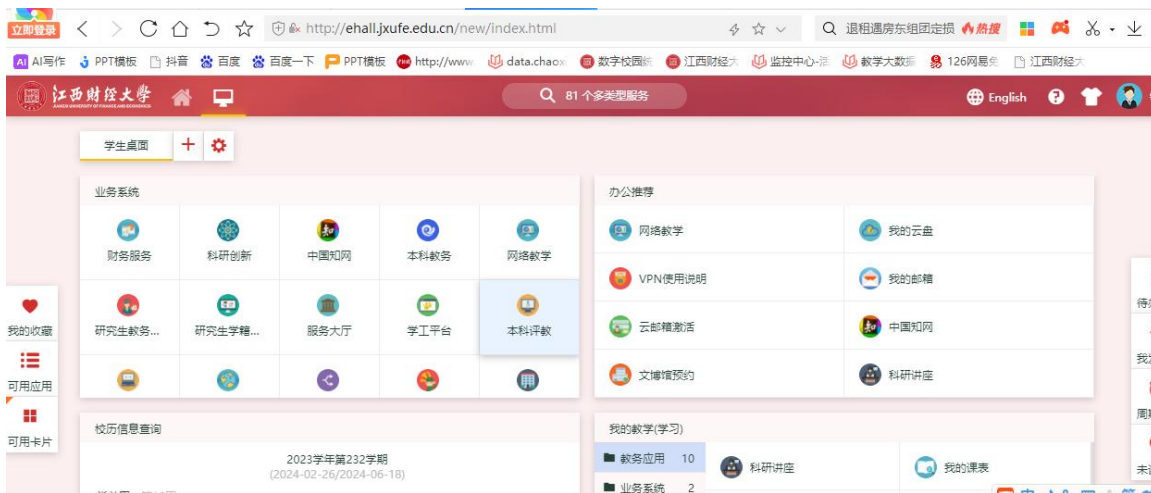 立即登录 http://ehall.jxufe.edu.cn/new/index.html 退租遇房东组团定损 热搜
AI AI写作 PPT模板 抖音 百度 百度一下 PPT模板 http://www data.chaox 数字校园统 江西财经大 监控中心-活 教学大数据 126网易免 江西财经大
江西财经大学 81 个多类型服务 English
JIANGXI UNIVERSITY OF FINANCE AND ECONOMICS
学生桌面
业务系统 办公推荐
财务服务 科研创新 中国知网 本科教务 网络教学
网络教学 我的云盘
VPN使用说明 我的邮箱
研究生教务... 研究生学籍... 服务大厅 学工平台 本科评教
云邮箱激活 中国知网
文博馆预约 科研讲座
我的收藏
可用应用
可用卡片
校历信息查询 我的教学(学习)
2023学年第232学期
(2024-02-26/2024-06-18)
教务应用 10 科研讲座 我的课表
业务系统 2